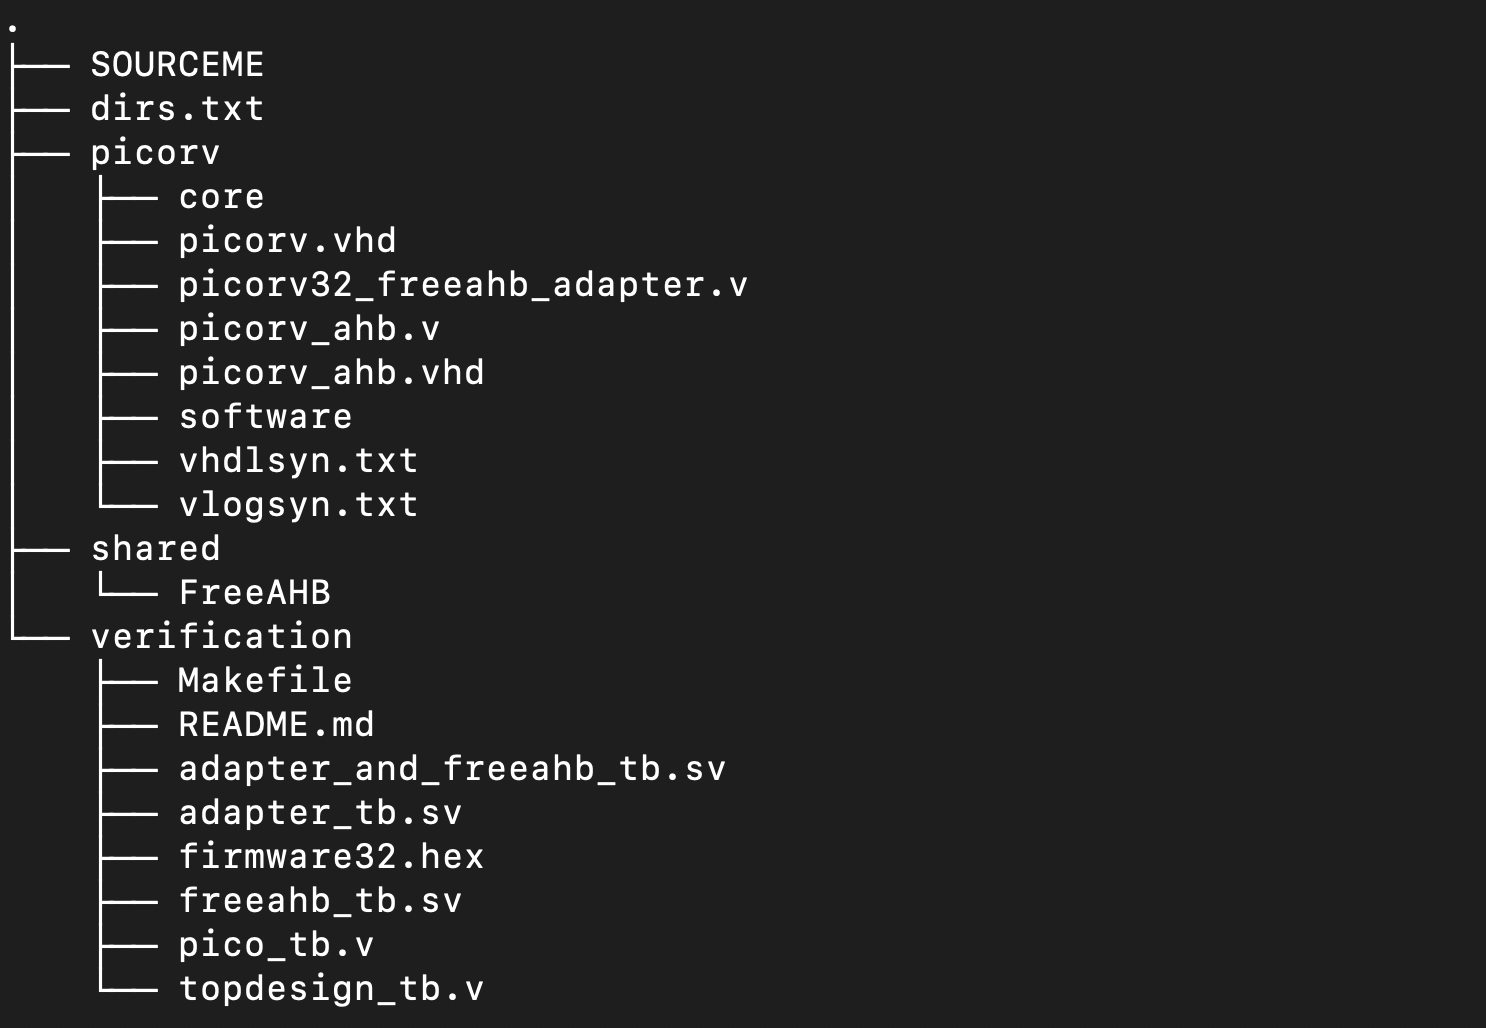 .
├── SOURCEME
├── dirs.txt
├── picorv
│   ├── core
│   ├── picorv.vhd
│   ├── picorv32_freeahb_adapter.v
│   ├── picorv_ahb.v
│   ├── picorv_ahb.vhd
│   ├── software
│   ├── vhdlsyn.txt
│   └── vlogsyn.txt
├── shared
│   └── FreeAHB
└── verification
    ├── Makefile
    ├── README.md
    ├── adapter_and_freeahb_tb.sv
    ├── adapter_tb.sv
    ├── firmware32.hex
    ├── freeahb_tb.sv
    ├── pico_tb.v
    └── topdesign_tb.v